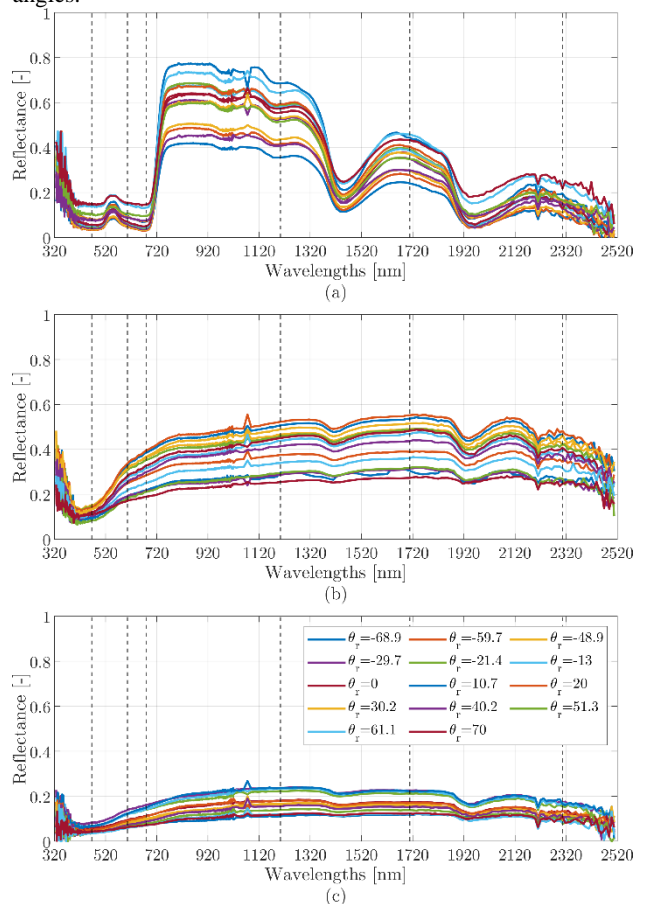 angles.
1
0.8
0.6
0.4
0.2
0
Reflectance [-]
320 520 720 920 1120 1320 1520 1720 1920 2120 2320 2520
Wavelengths [nm]
(a)
1
0.8
0.6
0.4
0.2
0
Reflectance [-]
320 520 720 920 1120 1320 1520 1720 1920 2120 2320 2520
Wavelengths [nm]
(b)
1
0.8
0.6
0.4
0.2
0
Reflectance [-]
θr=-68.9 θr=-59.7 θr=-48.9
θr=-29.7 θr=-21.4 θr=-13
θr=0 θr=10.7 θr=20
θr=30.2 θr=40.2 θr=51.3
θr=61.1 θr=70
320 520 720 920 1120 1320 1520 1720 1920 2120 2320 2520
Wavelengths [nm]
(c)